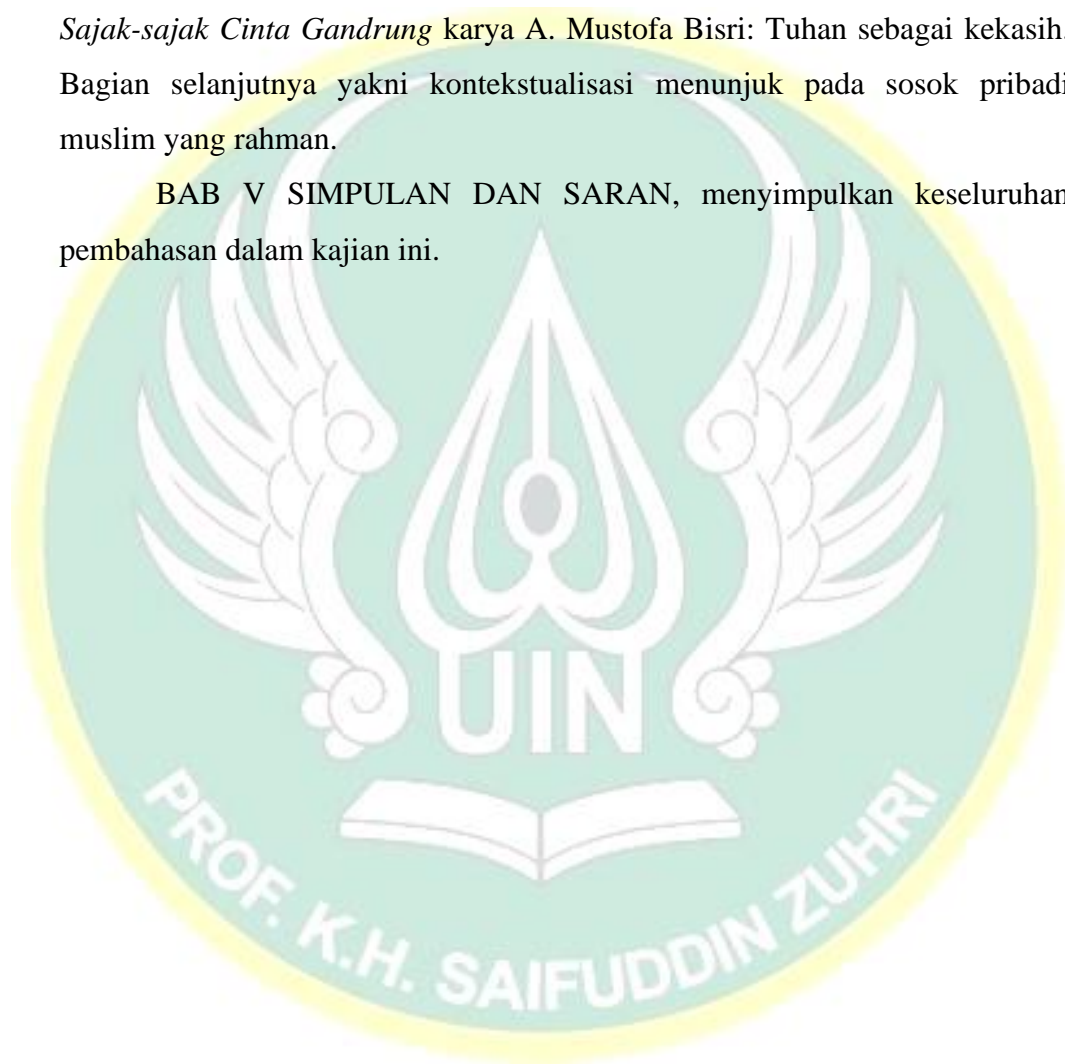 Sajak-sajak Cinta Gandrung karya A. Mustofa Bisri: Tuhan sebagai kekasih.
Bagian selanjutnya yakni kontekstualisasi menunjuk pada sosok pribadi
muslim yang rahman.
BAB V SIMPULAN DAN SARAN, menyimpulkan keseluruhan
pembahasan dalam kajian ini.
UIN
PROF. K.H. SAIFUDDIN ZUHRI